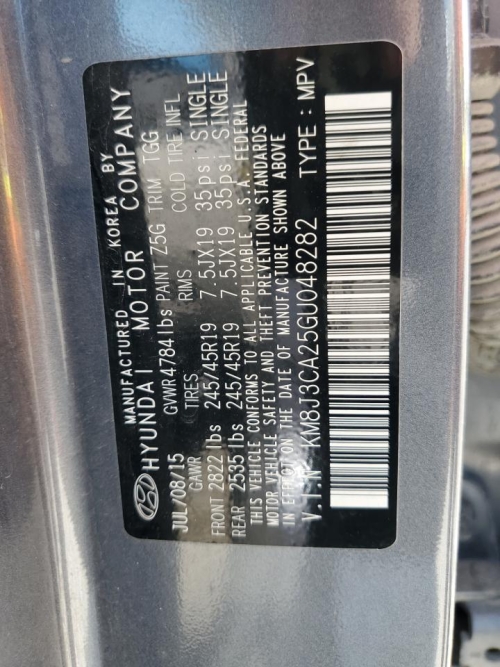 MANUFACTURED IN KOREA BY
HYUNDAI MOTOR COMPANY
JUL/08/15 GVWR 4784 lbs PAINT Z5G TRIM TGG
GAWR TIRES RIMS COLD TIRE INFL
FRONT 2822 lbs 245/45R19 7.5JX19 35psi SINGLE
REAR 2535 lbs 245/45R19 7.5JX19 35psi SINGLE
THIS VEHICLE CONFORMS TO ALL APPLICABLE U.S.A. FEDERAL
MOTOR VEHICLE SAFETY AND THEFT PREVENTION STANDARDS
IN EFFECT ON THE DATE OF MANUFACTURE SHOWN ABOVE
V.I.N KM8J3CA25GU048282 TYPE : MPV